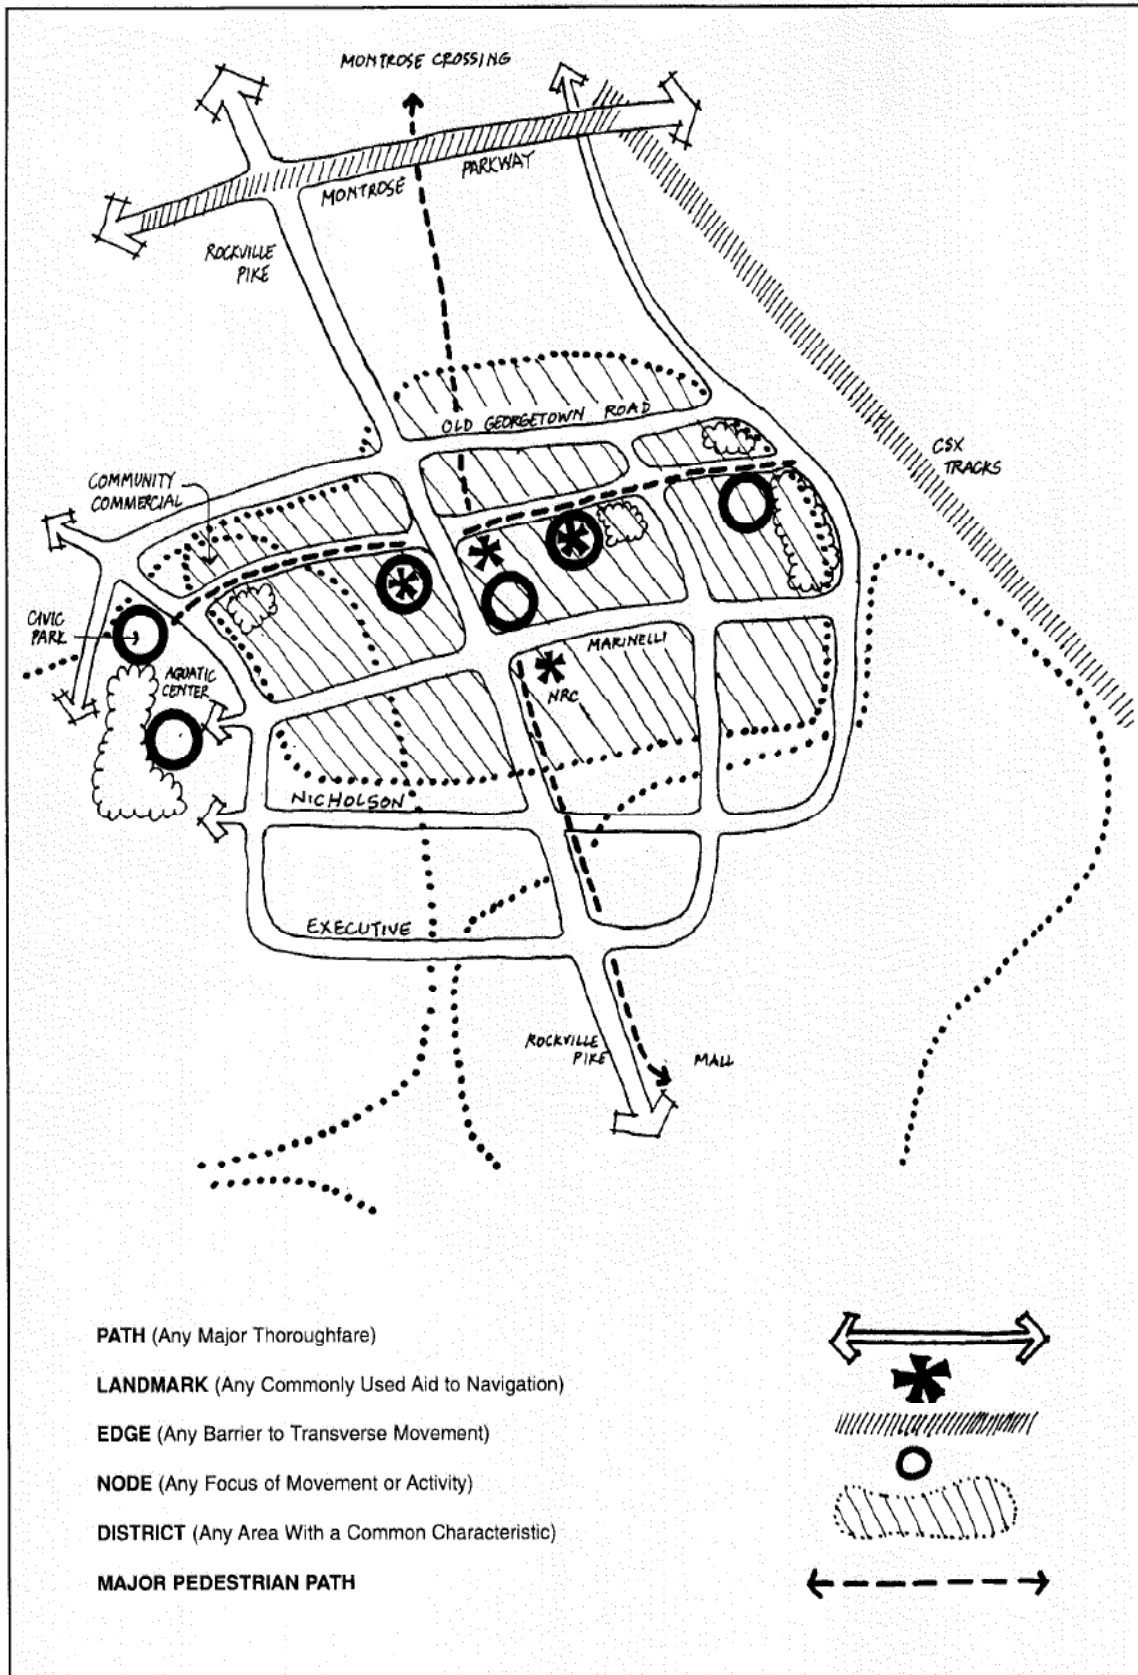 MONTROSE CROSSING
PARKWAY
MONTROSE
ROCKVILLE
PIKE
OLD GEORGETOWN ROAD
CSX
TRACKS
COMMUNITY
COMMERCIAL
CIVIC
PARK
MARINELLI
AQUATIC
CENTER
NRC
NICHOLSON
EXECUTIVE
ROCKVILLE
PIKE
MALL
PATH (Any Major Thoroughfare)
LANDMARK (Any Commonly Used Aid to Navigation)
EDGE (Any Barrier to Transverse Movement)
NODE (Any Focus of Movement or Activity)
DISTRICT (Any Area With a Common Characteristic)
MAJOR PEDESTRIAN PATH